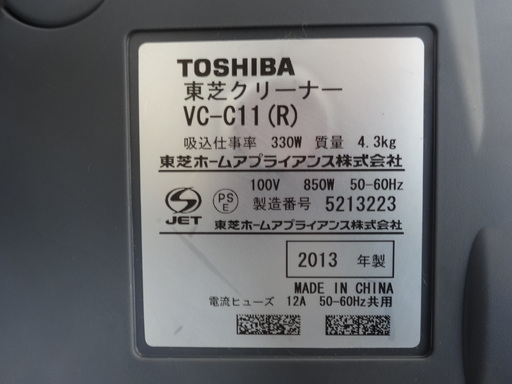 TOSHIBA
東芝クリーナー
VC-C11(R)
吸込仕事率 330W 質量 4.3kg
東芝ホームアプライアンス株式会社
100V 850W 50-60Hz
S JET PS E 製造番号 5213223
東芝ホームアプライアンス株式会社
2013 年製
MADE IN CHINA
電流ヒューズ 12A 50-60Hz共用